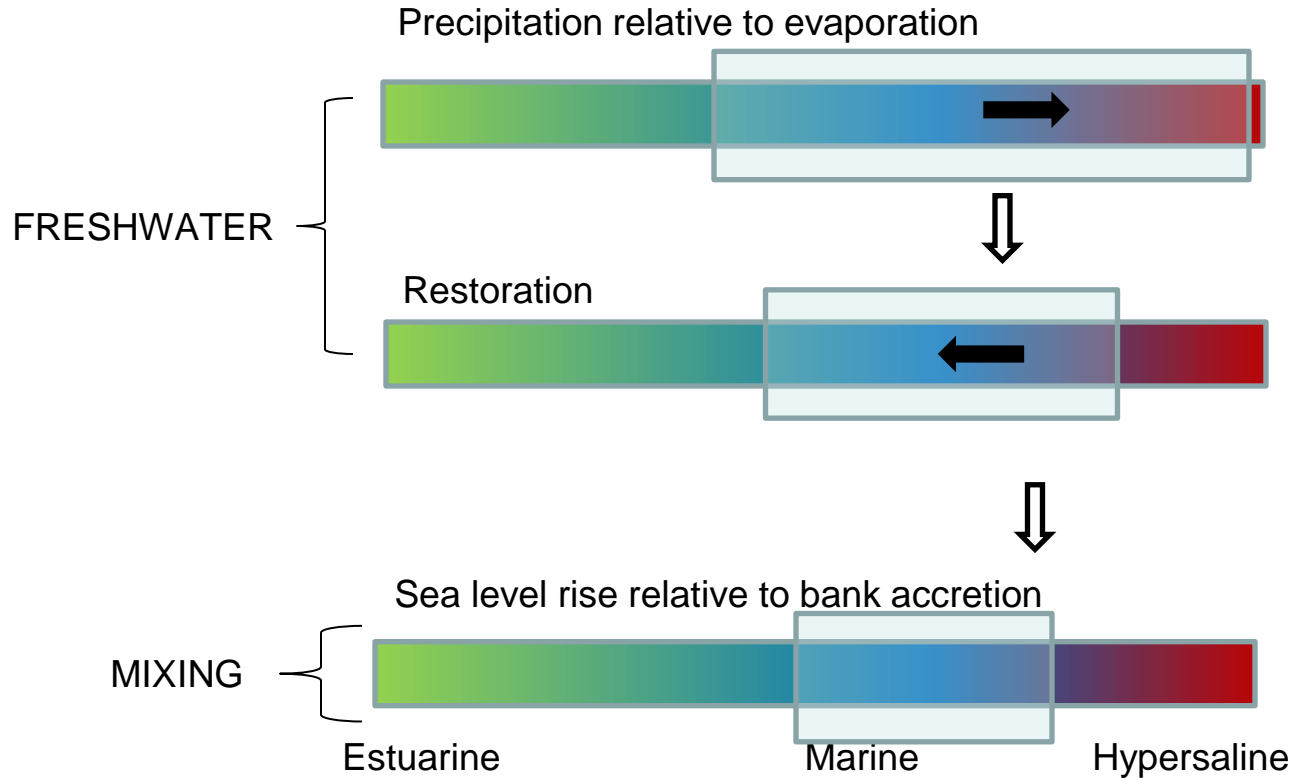 Precipitation relative to evaporation
FRESHWATER
Restoration
Sea level rise relative to bank accretion
MIXING
Estuarine Marine Hypersaline